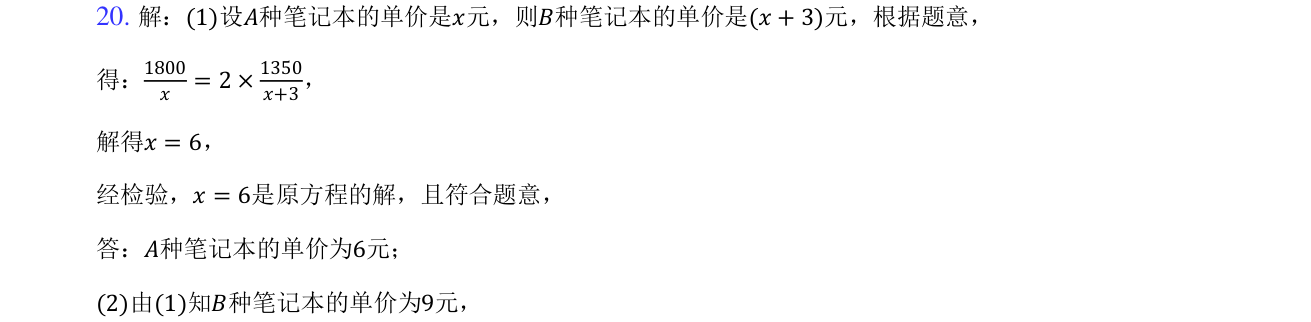 20. 解：(1)设A种笔记本的单价是x元，则B种笔记本的单价是(x + 3)元，根据题意，
得：1800/x = 2 × 1350/(x+3)，
解得x = 6，
经检验，x = 6是原方程的解，且符合题意，
答：A种笔记本的单价为6元；
(2)由(1)知B种笔记本的单价为9元，